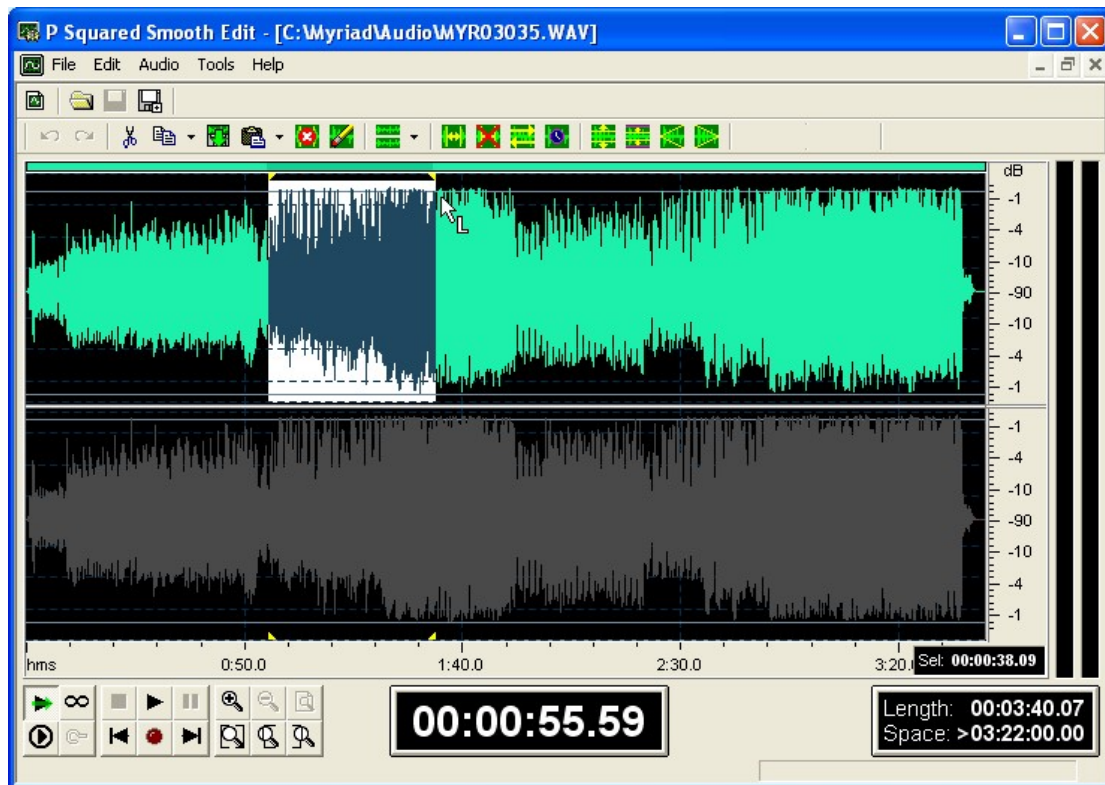 P Squared Smooth Edit - [C:\Myriad\Audio\MYR03035.WAV]
File Edit Audio Tools Help
dB
-1
-4
-10
-90
-10
-4
-1
L
-1
-4
-10
-90
-10
-4
-1
hms 0:50.0 1:40.0 2:30.0 3:20. Sel: 00:00:38.09
00:00:55.59
Length: 00:03:40.07
Space: >03:22:00.00